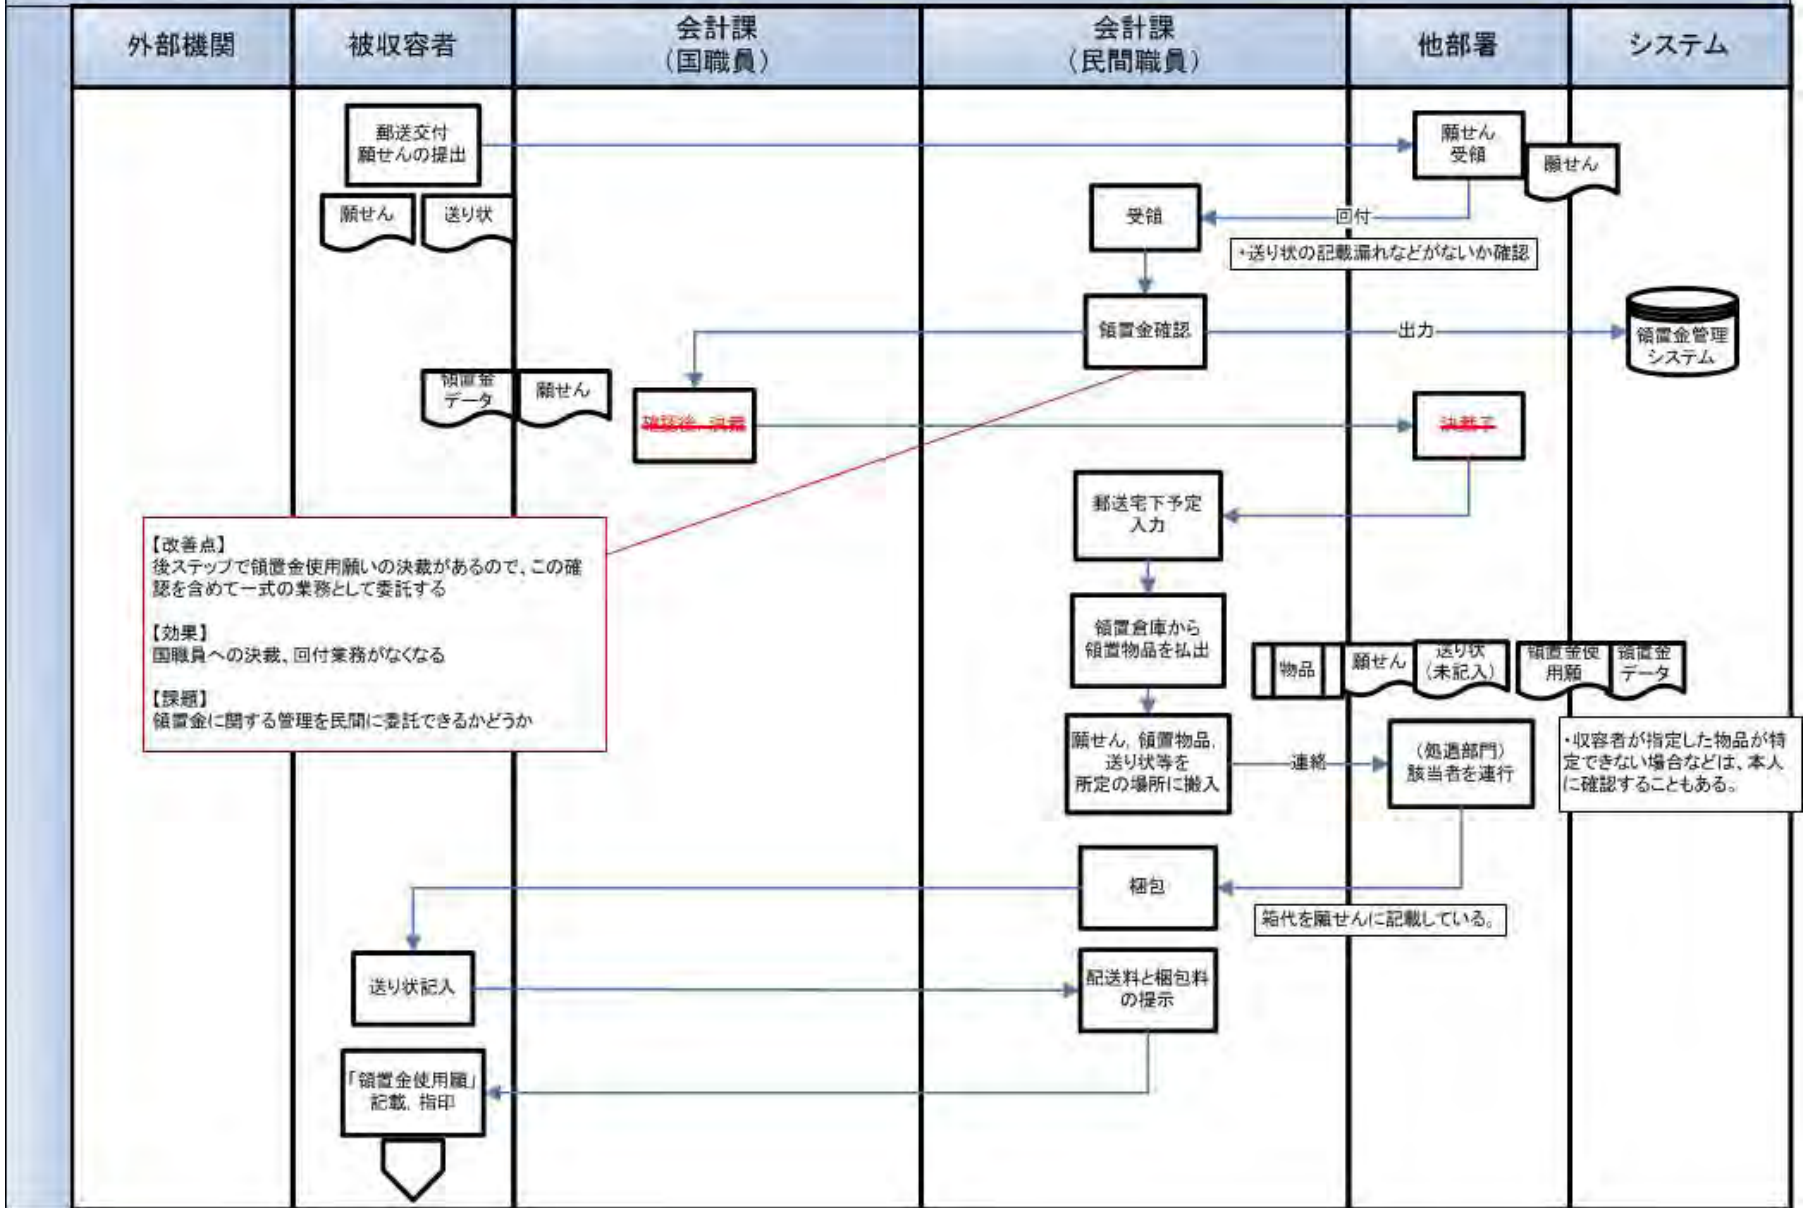 外部機関
被収容者
会計課
（国職員）
会計課
（民間職員）
他部署
システム
郵送交付
願せんの提出
願せん
受領
願せん
願せん
送り状
受領
回付
・送り状の記載漏れなどがないか確認
領置金確認
出力
領置金管理
システム
領置金
データ
願せん
確認後、決裁
決裁了
郵送宅下予定
入力
【改善点】
後ステップで領置金使用願いの決裁があるので、この確
認を含めて一式の業務として委託する
【効果】
国職員への決裁、回付業務がなくなる
【課題】
領置金に関する管理を民間に委託できるかどうか
領置倉庫から
領置物品を払出
物品
願せん
送り状
（未記入）
領置金使
用願
領置金
データ
願せん，領置物品，
送り状等を
所定の場所に搬入
連絡
（処遇部門）
該当者を連行
・収容者が指定した物品が特
定できない場合などは、本人
に確認することもある。
梱包
箱代を願せんに記載している。
送り状記入
配送料と梱包料
の提示
「領置金使用願」
記載，指印